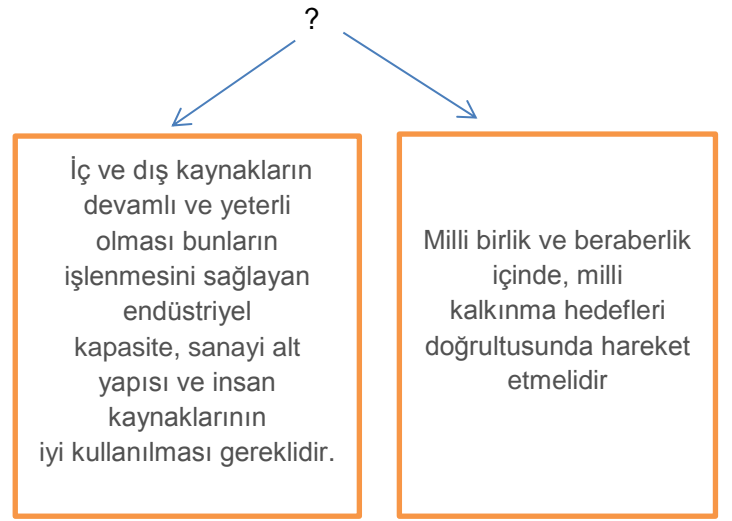 ?
İç ve dış kaynakların
devamlı ve yeterli
olması bunların
işlenmesini sağlayan
endüstriyel
kapasite, sanayi alt
yapısı ve insan
kaynaklarının
iyi kullanılması gereklidir.
Milli birlik ve beraberlik
içinde, milli
kalkınma hedefleri
doğrultusunda hareket
etmelidir